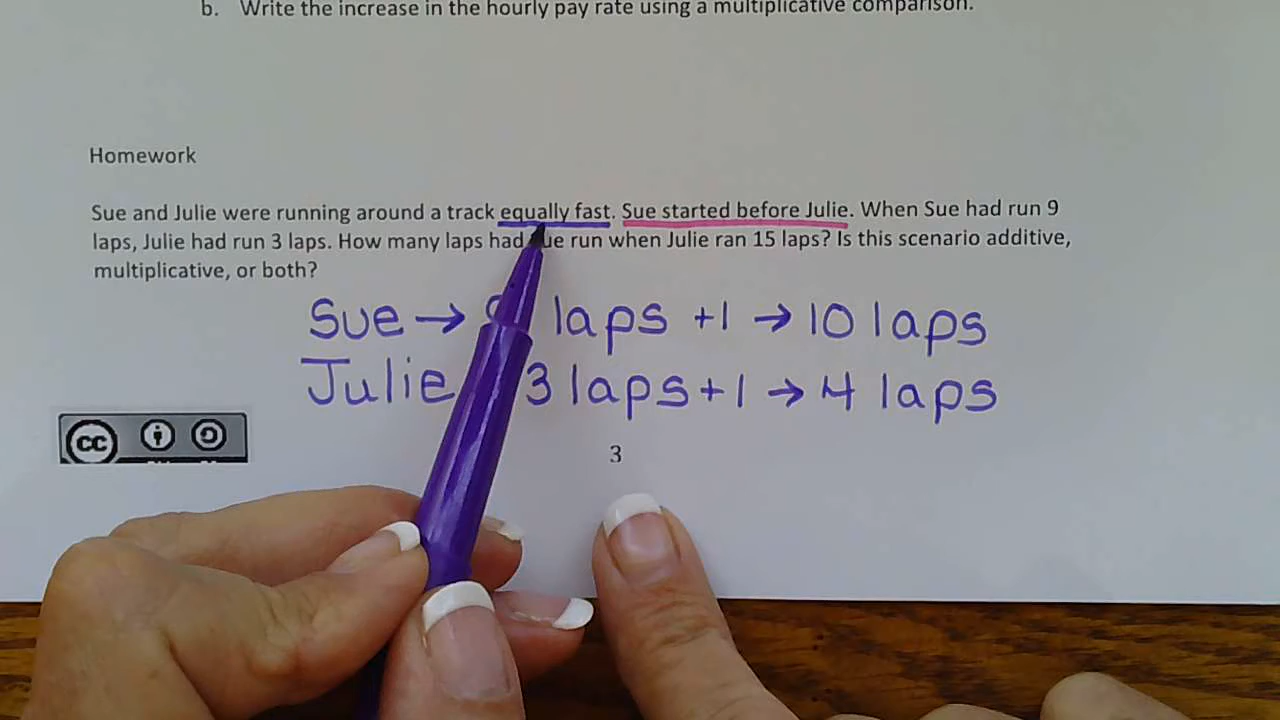 b. Write the increase in the hourly pay rate using a multiplicative comparison.
Homework
Sue and Julie were running around a track equally fast. Sue started before Julie. When Sue had run 9
laps, Julie had run 3 laps. How many laps had run when Julie ran 15 laps? Is this scenario additive,
multiplicative, or both?
Sue → laps +1 → 10 laps
Julie 3 laps +1 → 4 laps
cc
3